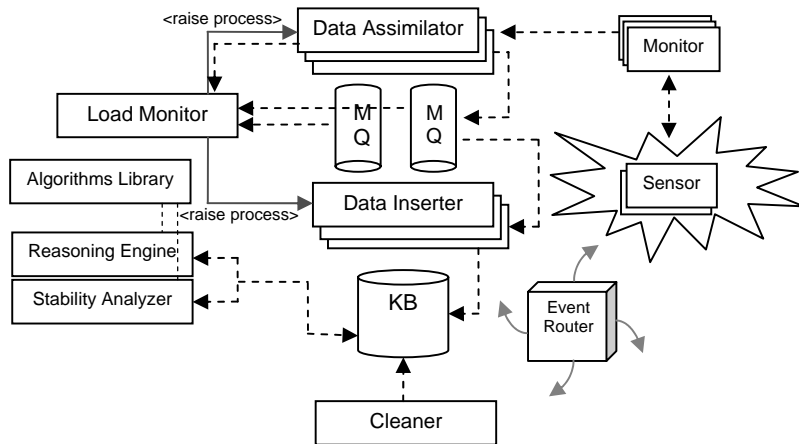 <raise process>
Data Assimilator
Monitor
Load Monitor
M
Q
M
Q
Algorithms Library
Sensor
<raise process>
Data Inserter
Reasoning Engine
Stability Analyzer
KB
Event
Router
Cleaner